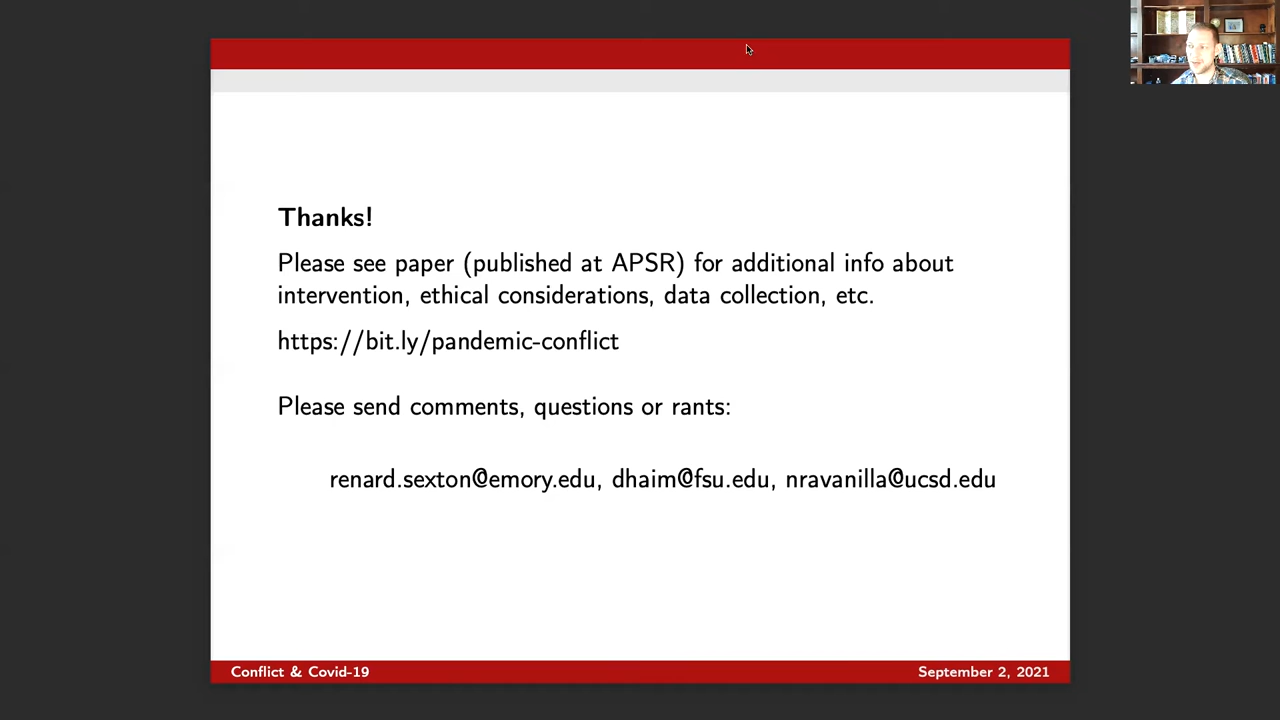 Thanks!
Please see paper (published at APSR) for additional info about
intervention, ethical considerations, data collection, etc.
https://bit.ly/pandemic-conflict
Please send comments, questions or rants:
renard.sexton@emory.edu, dhaim@fsu.edu, nravanilla@ucsd.edu
Conflict & Covid-19
September 2, 2021